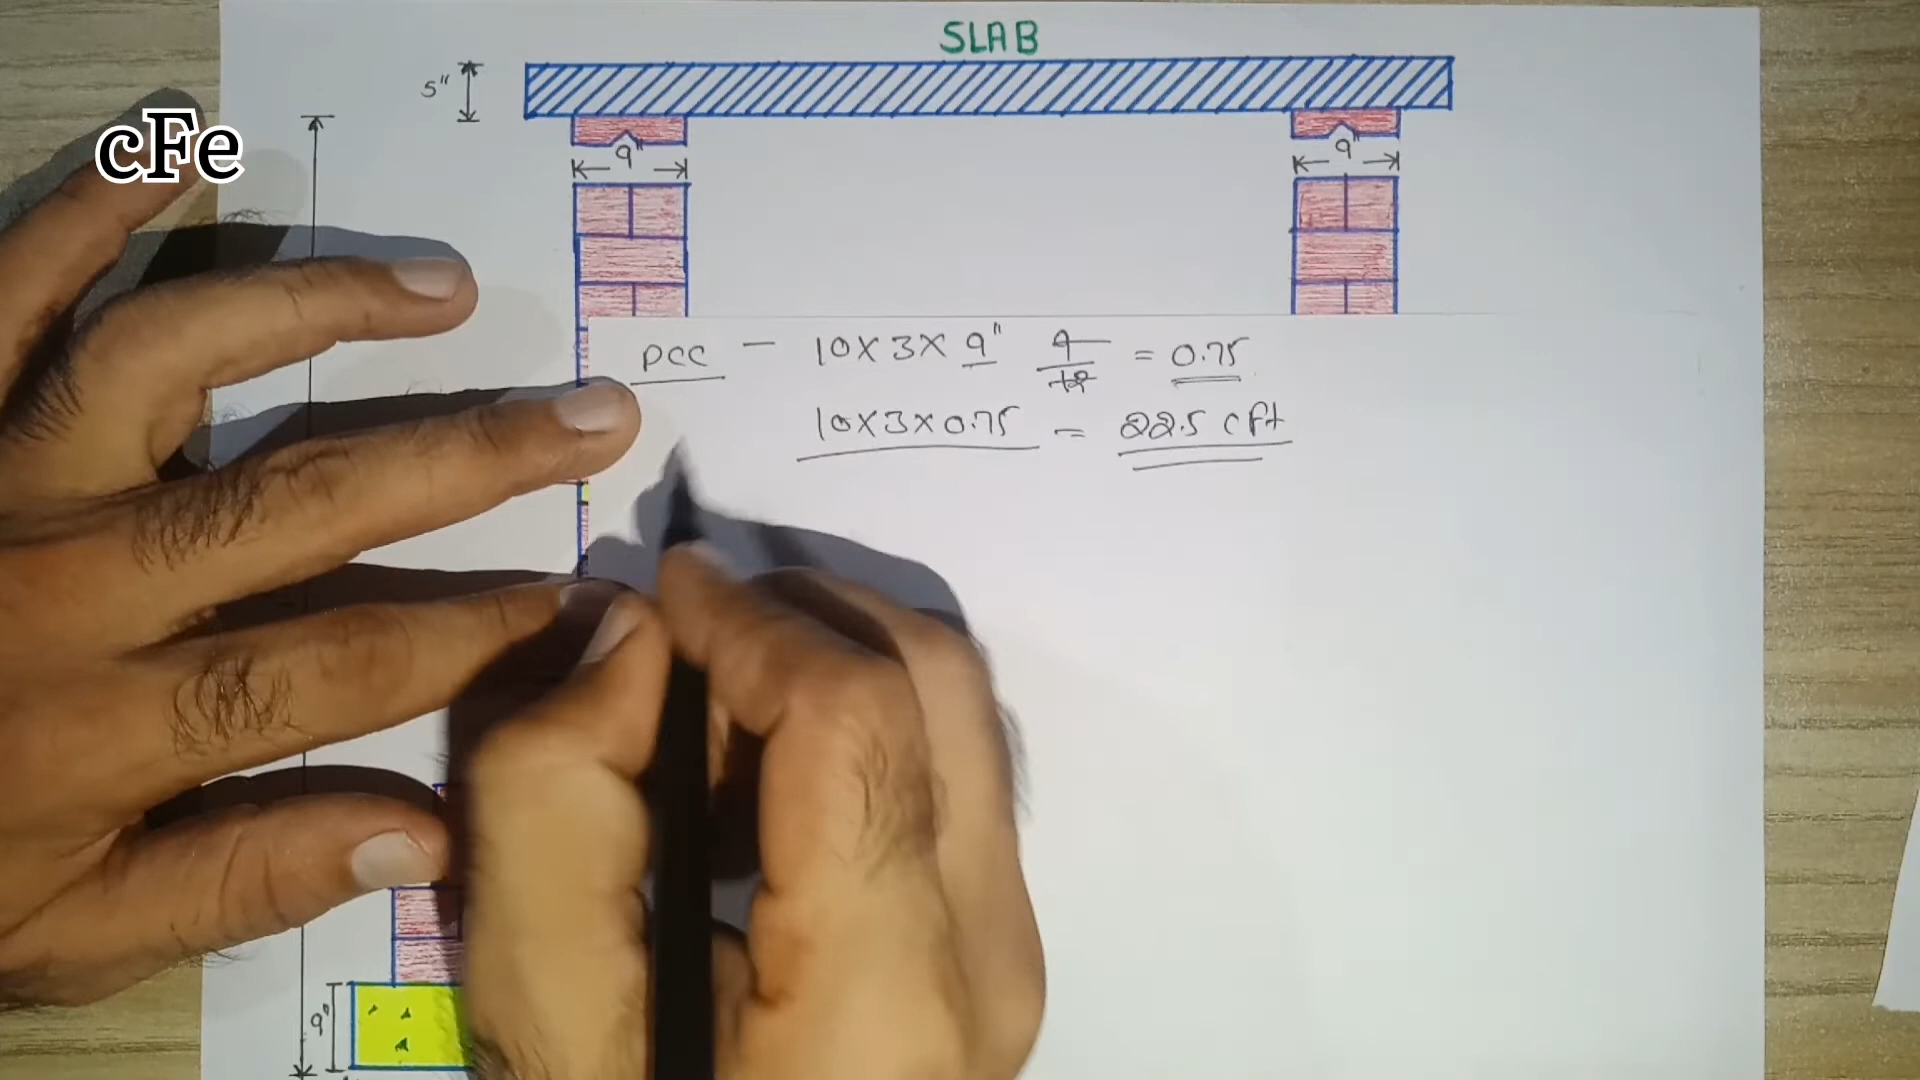 SLAB
5"
cFe
9"
9"
PCC - 10x3x 9" 9/12 = 0.75
10x3x0.75 = 22.5 cft
9"